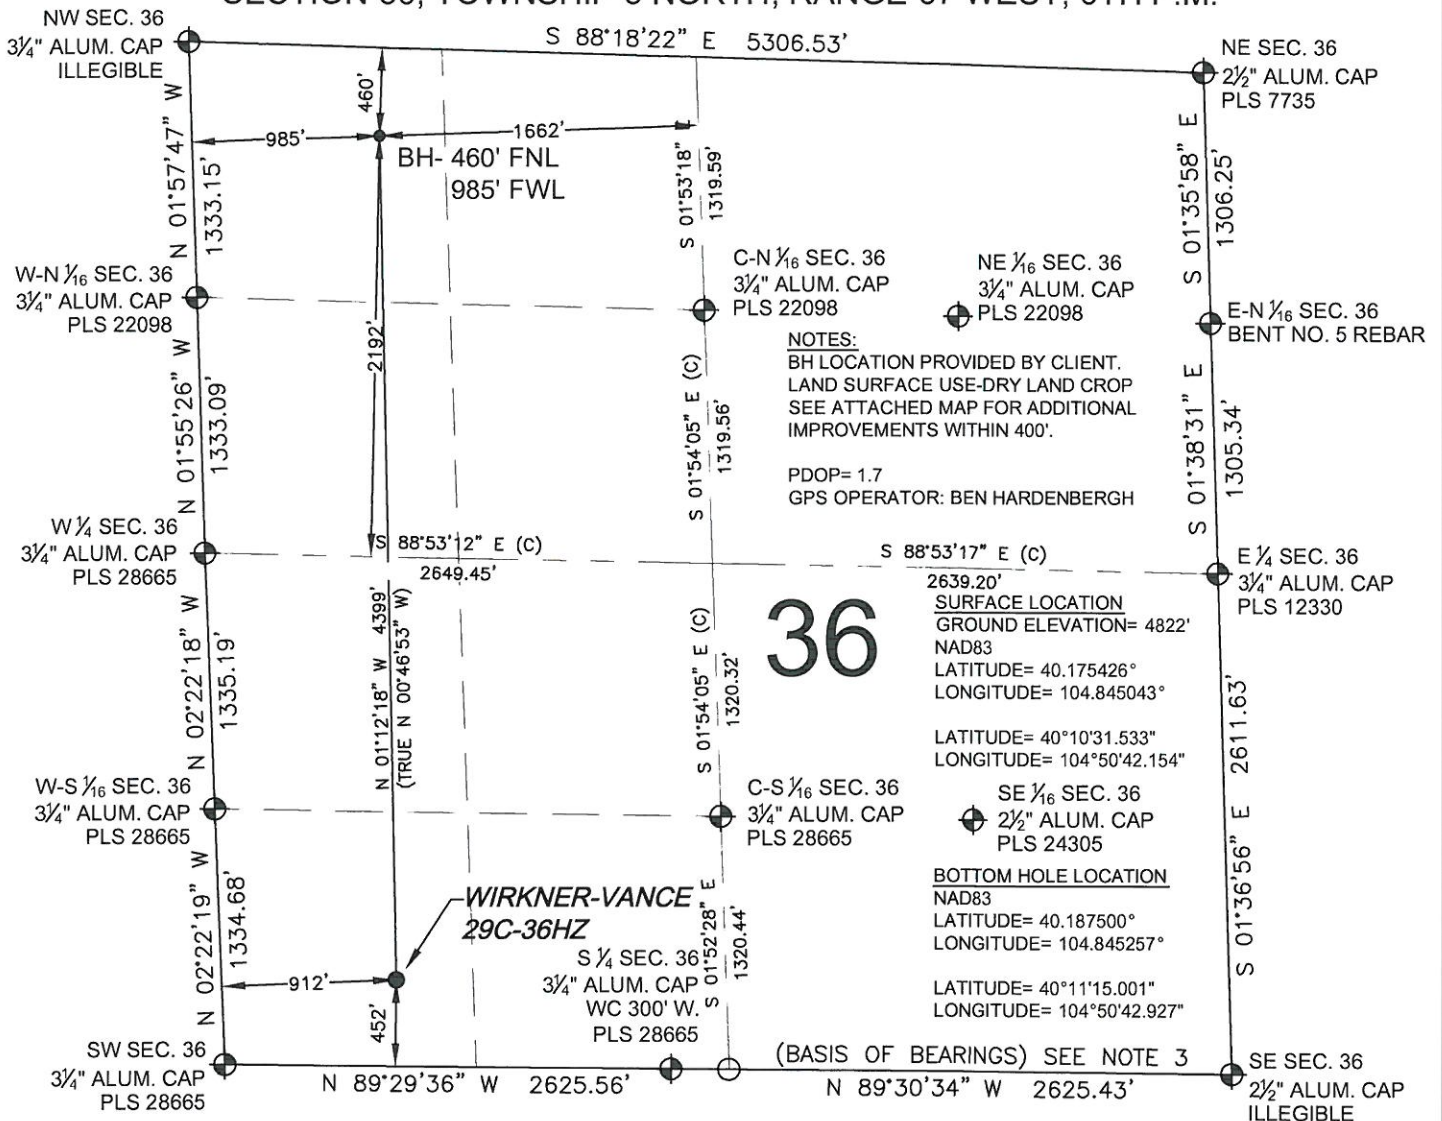 NW SEC. 36
3¼" ALUM. CAP
ILLEGIBLE
S 88°18'22" E 5306.53'
NE SEC. 36
2½" ALUM. CAP
PLS 7735
460'
985'
1662'
BH- 460' FNL
985' FWL
N 01°57'47" W
1333.15'
S 01°53'18" E
1319.59'
S 01°35'58" E
1306.25'
W-N 1/16 SEC. 36
3¼" ALUM. CAP
PLS 22098
C-N 1/16 SEC. 36
3¼" ALUM. CAP
PLS 22098
NE 1/16 SEC. 36
3¼" ALUM. CAP
PLS 22098
E-N 1/16 SEC. 36
BENT NO. 5 REBAR
2192'
NOTES:
BH LOCATION PROVIDED BY CLIENT.
LAND SURFACE USE-DRY LAND CROP
SEE ATTACHED MAP FOR ADDITIONAL
IMPROVEMENTS WITHIN 400'.
PDOP= 1.7
GPS OPERATOR: BEN HARDENBERGH
N 01°55'26" W
1333.09'
S 01°54'05" E (C)
1319.56'
S 01°38'31" E
1305.34'
W ¼ SEC. 36
3¼" ALUM. CAP
PLS 28665
S 88°53'12" E (C)
2649.45'
S 88°53'17" E (C)
2639.20'
E ¼ SEC. 36
3¼" ALUM. CAP
PLS 12330
36
SURFACE LOCATION
GROUND ELEVATION= 4822'
NAD83
LATITUDE= 40.175426°
LONGITUDE= 104.845043°
LATITUDE= 40°10'31.533"
LONGITUDE= 104°50'42.154"
N 02°22'18" W
1335.19'
N 01°12'18" W 4399'
(TRUE N 00°46'53" W)
S 01°54'05" E (C)
1320.32'
S 01°36'56" E 2611.63'
W-S 1/16 SEC. 36
3¼" ALUM. CAP
PLS 28665
C-S 1/16 SEC. 36
3¼" ALUM. CAP
PLS 28665
SE 1/16 SEC. 36
2½" ALUM. CAP
PLS 24305
BOTTOM HOLE LOCATION
NAD83
LATITUDE= 40.187500°
LONGITUDE= 104.845257°
LATITUDE= 40°11'15.001"
LONGITUDE= 104°50'42.927"
N 02°22'19" W
1334.68'
WIRKNER-VANCE
29C-36HZ
912'
452'
S 01°52'28" E
1320.44'
S ¼ SEC. 36
3¼" ALUM. CAP
WC 300' W.
PLS 28665
SW SEC. 36
3¼" ALUM. CAP
PLS 28665
N 89°29'36" W 2625.56'
(BASIS OF BEARINGS) SEE NOTE 3
N 89°30'34" W 2625.43'
SE SEC. 36
2½" ALUM. CAP
ILLEGIBLE